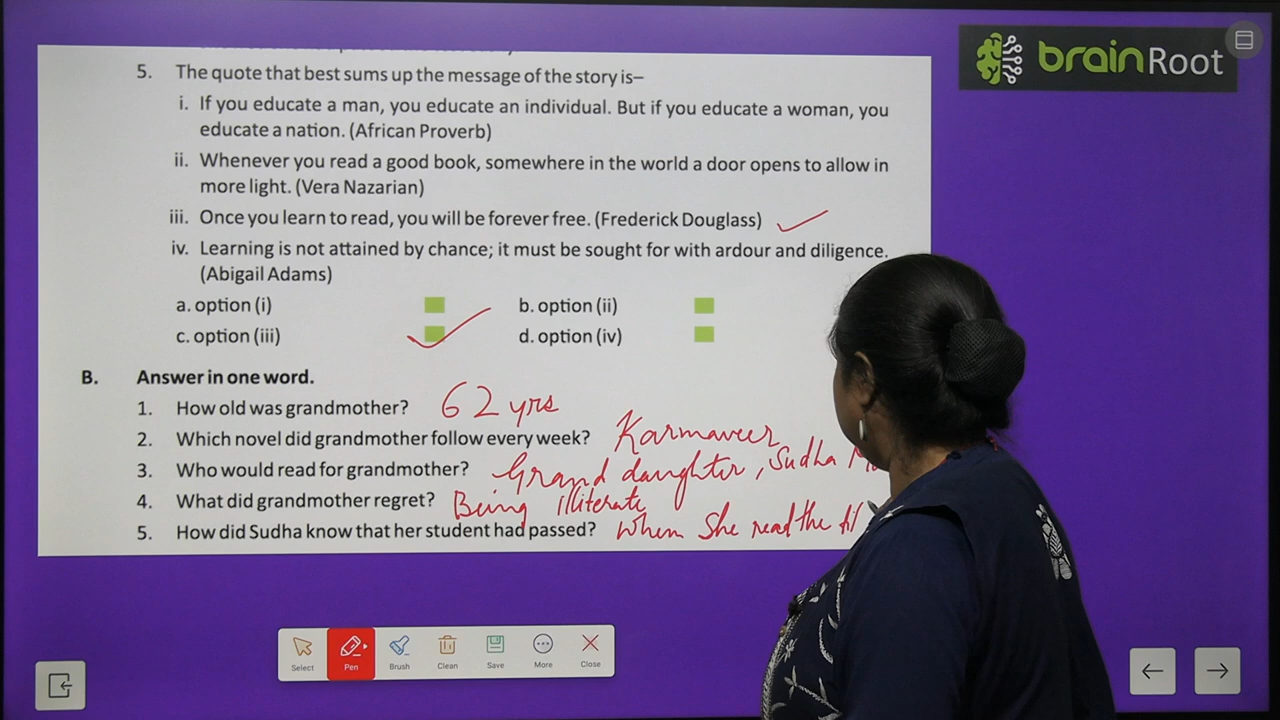 brainRoot
5. The quote that best sums up the message of the story is–
i. If you educate a man, you educate an individual. But if you educate a woman, you
educate a nation. (African Proverb)
ii. Whenever you read a good book, somewhere in the world a door opens to allow in
more light. (Vera Nazarian)
iii. Once you learn to read, you will be forever free. (Frederick Douglass)
iv. Learning is not attained by chance; it must be sought for with ardour and diligence.
(Abigail Adams)
a. option (i) b. option (ii)
c. option (iii) d. option (iv)
B. Answer in one word.
1. How old was grandmother? 62 yrs
2. Which novel did grandmother follow every week? Karmaveer
3. Who would read for grandmother? Grand daughter, Sudha
4. What did grandmother regret? Being illiterate
5. How did Sudha know that her student had passed? When She read the
Select Pen Brush Clean Save More Close